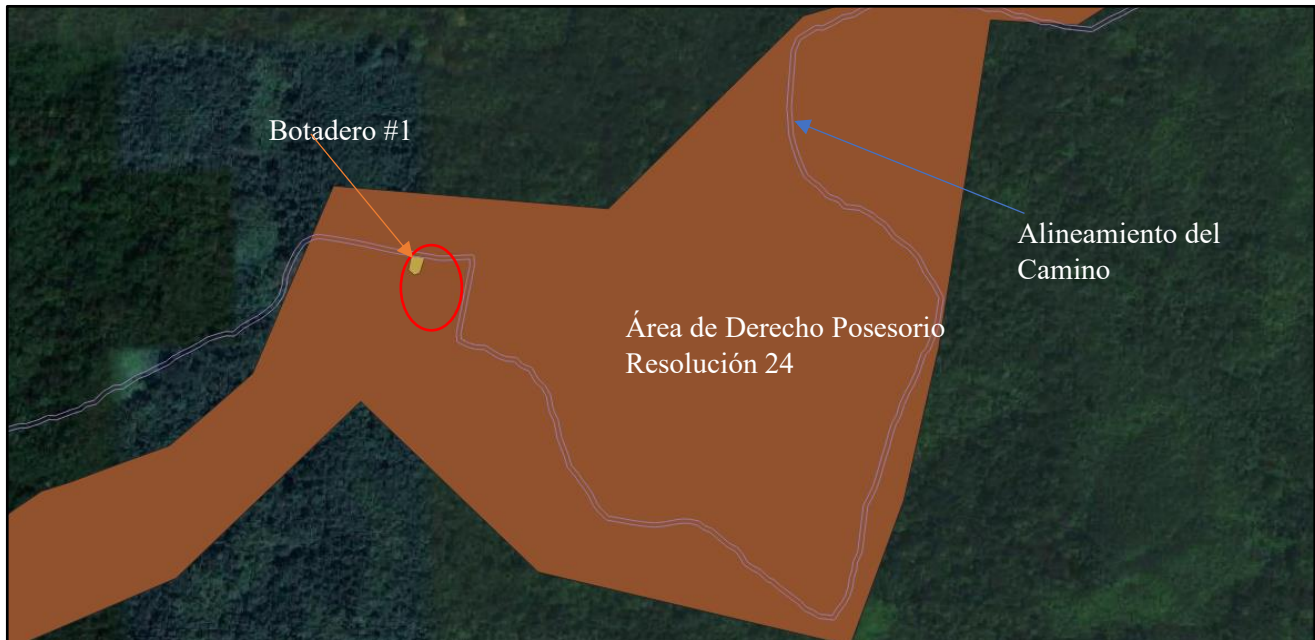 Botadero #1
Alineamiento del
Camino
Área de Derecho Posesorio
Resolución 24